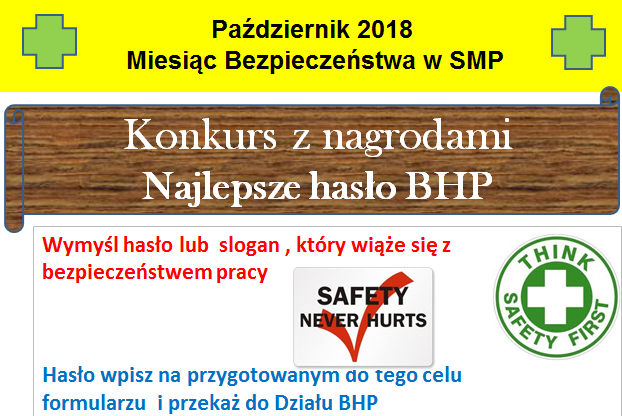 Październik 2018
Miesiąc Bezpieczeństwa w SMP
Konkurs z nagrodami
Najlepsze hasło BHP
Wymyśl hasło lub slogan , który wiąże się z
bezpieczeństwem pracy
SAFETY
NEVER HURTS
THINK
SAFETY FIRST
Hasło wpisz na przygotowanym do tego celu
formularzu i przekaż do Działu BHP